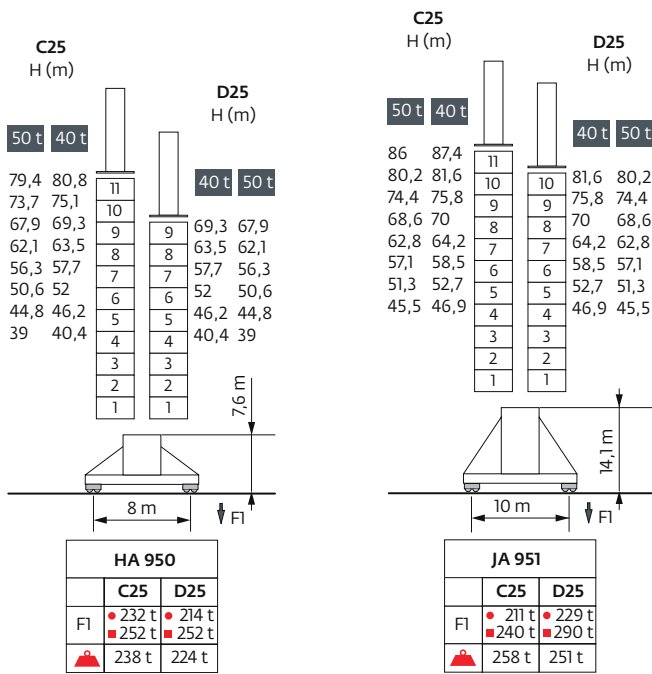 C25
H (m)
D25
H (m)
50 t 40 t
40 t 50 t
79,4 80,8 11
73,7 75,1 10
67,9 69,3 9 9 69,3 67,9
62,1 63,5 8 8 63,5 62,1
56,3 57,7 7 7 57,7 56,3
50,6 52 6 6 52 50,6
44,8 46,2 5 5 46,2 44,8
39 40,4 4 4 40,4 39
3 3
2 2
1 1
7,6 m
8 m F1
HA 950
C25 D25
F1 232 t 214 t
252 t 252 t
238 t 224 t
C25
H (m)
D25
H (m)
50 t 40 t
40 t 50 t
86 87,4 11
80,2 81,6 10 10 81,6 80,2
74,4 75,8 9 9 75,8 74,4
68,6 70 8 8 70 68,6
62,8 64,2 7 7 64,2 62,8
57,1 58,5 6 6 58,5 57,1
51,3 52,7 5 5 52,7 51,3
45,5 46,9 4 4 46,9 45,5
3 3
2 2
1 1
14,1 m
10 m F1
JA 951
C25 D25
F1 211 t 229 t
240 t 290 t
258 t 251 t